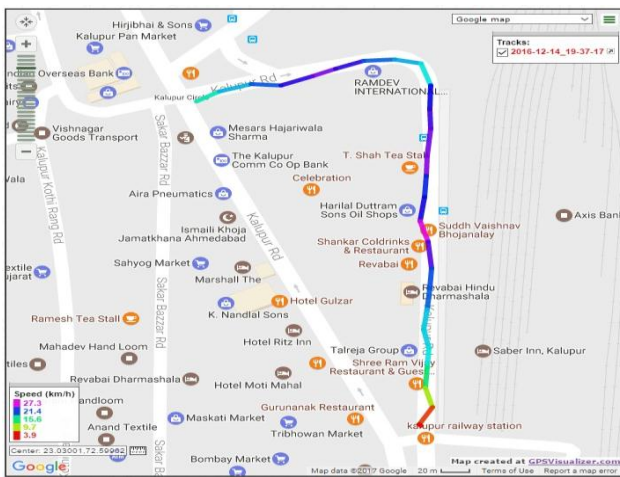 Hirjibhai & Sons
Kalupur Pan Market
Google map
Tracks:
2016-12-14_19-37-17
Overseas Bank
Kalupur Rd
RAMDEV
INTERNATIONAL...
Kalupur Circle
Vishnagar
Goods Transport
Sakar Bazzar Rd
Mesars Hajariwala
Sharma
The Kalupur
Comm Co Op Bank
T. Shah Tea Stall
Celebration
Kalupur Kothi Rang Rd
Aira Pneumatics
Harilal Duttram
Sons Oil Shops
Axis Bank
Ismaili Khoja
Jamatkhana Ahmedabad
Kalupur Rd
Suddh Vaishnav
Bhojanalay
Shankar Coldrinks
& Restaurant
Sahyog Market
Revabai
Marshall The
Revabai Hindu
Dharmashala
Sakar Bazzar Rd
Hotel Gulzar
Ramesh Tea Stall
K. Nandlal Sons
Hotel Ritz Inn
Mahadev Hand Loom
Talreja Group
Saber Inn, Kalupur
Revabai Dharmashala
Hotel Moti Mahal
Shree Ram Vijay
Restaurant & Gues
Speed (km/h)
27.3
21.4
15.6
9.7
3.9
Handloom
Maskati Market
Gurunanak Restaurant
Anand Textile
Tribhowan Market
kalupur railway station
Center: 23.03001,72.59962
Bombay Market
Map created at GPSVisualizer.com
Google
Map data ©2017 Google
20 m
Terms of Use
Report a map error